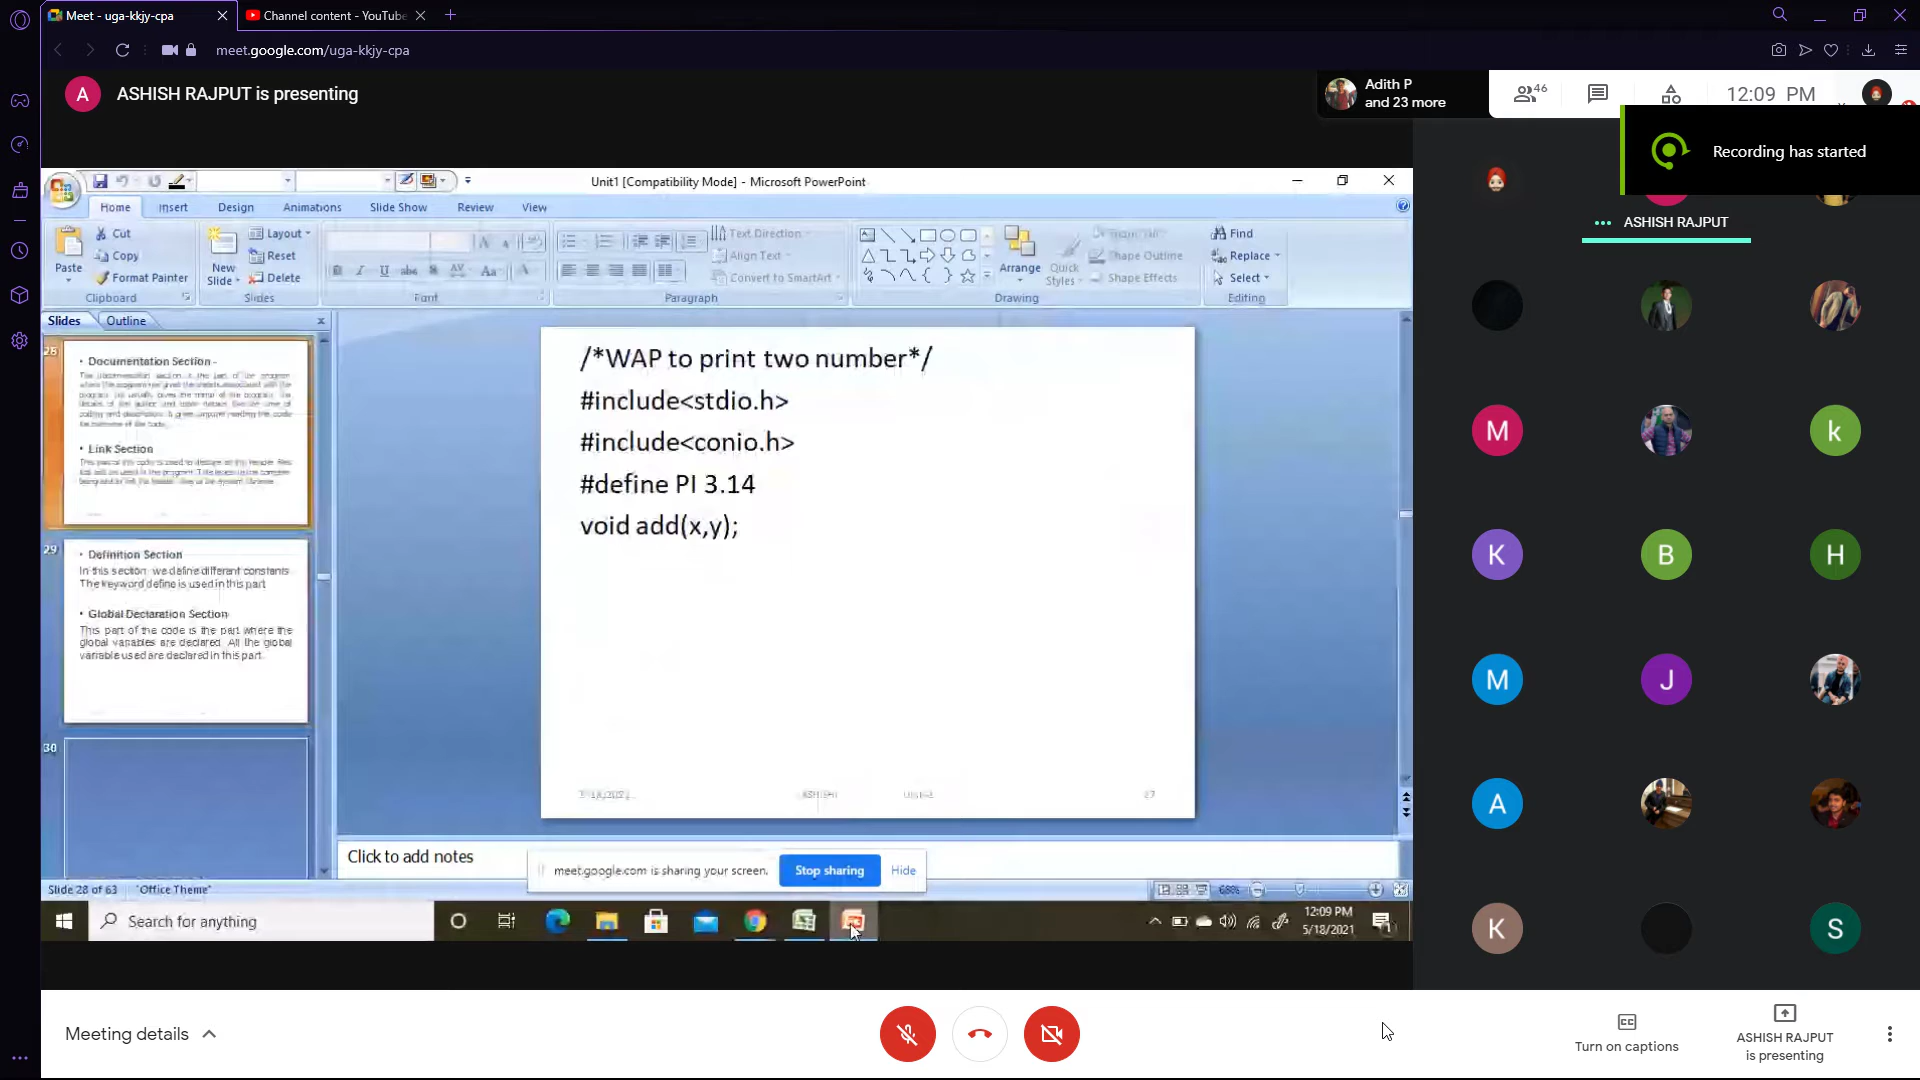 Meet - uga-kkjy-cpa
Channel content - YouTube
meet.google.com/uga-kkjy-cpa
A
ASHISH RAJPUT is presenting
Adith P
and 23 more
46
12:09 PM
Recording has started
ASHISH RAJPUT
Unit1 [Compatibility Mode] - Microsoft PowerPoint
Home
Insert
Design
Animations
Slide Show
Review
View
Paste
Cut
Copy
Format Painter
Clipboard
New
Slide
Layout
Reset
Delete
Slides
Font
Text Direction
Align Text
Convert to SmartArt
Paragraph
Arrange
Quick
Styles
Shape Outline
Shape Effects
Drawing
Find
Replace
Select
Editing
Slides
Outline
28
• Documentation Section -
• Link Section
29
• Definition Section
In this section, we define different constants.
The keyword define is used in this part.
• Global Declaration Section
This part of the code is the part where the
global variables are declared. All the global
variable used are declared in this part.
30
/*WAP to print two number*/
#include<stdio.h>
#include<conio.h>
#define PI 3.14
void add(x,y);
27
Click to add notes
meet.google.com is sharing your screen.
Stop sharing
Hide
Slide 28 of 63
"Office Theme"
68%
Search for anything
12:09 PM
5/18/2021
M
k
K
B
H
M
J
A
K
S
Meeting details
Turn on captions
ASHISH RAJPUT
is presenting